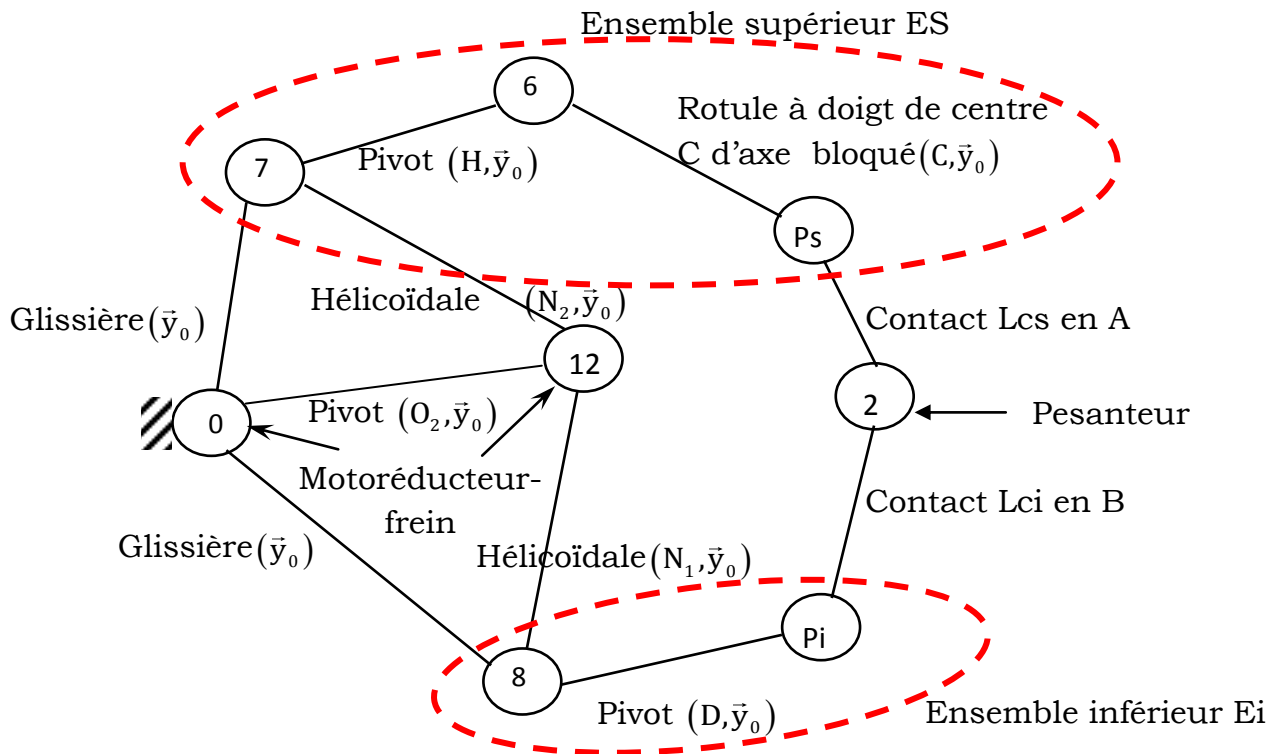 Ensemble supérieur ES
6
Rotule à doigt de centre
C d'axe bloqué (C, y⃗₀)
Pivot (H, y⃗₀)
7
Ps
Hélicoïdale (N₂, y⃗₀)
Glissière (y⃗₀)
Contact Lcs en A
12
2
Pesanteur
0
Pivot (O₂, y⃗₀)
Motoréducteur-
frein
Contact Lci en B
Glissière (y⃗₀)
Hélicoïdale (N₁, y⃗₀)
Pi
8
Pivot (D, y⃗₀)
Ensemble inférieur Ei